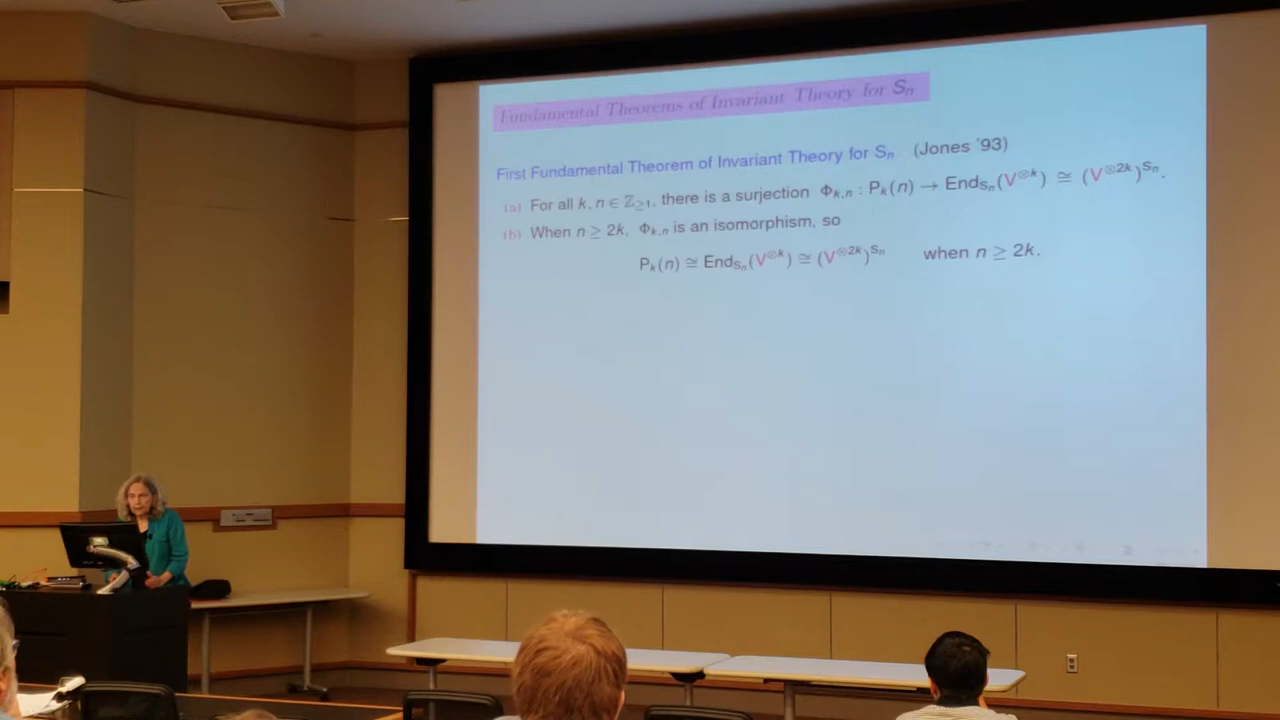 Fundamental Theorems of Invariant Theory for Sₙ
First Fundamental Theorem of Invariant Theory for Sₙ (Jones '93)
(a) For all k, n ∈ ℤ≥1, there is a surjection Φₖ,ₙ : Pₖ(n) → End_Sₙ(V^⊗k) ≅ (V^⊗2k)^Sₙ.
(b) When n ≥ 2k, Φₖ,ₙ is an isomorphism, so
Pₖ(n) ≅ End_Sₙ(V^⊗k) ≅ (V^⊗2k)^Sₙ when n ≥ 2k.